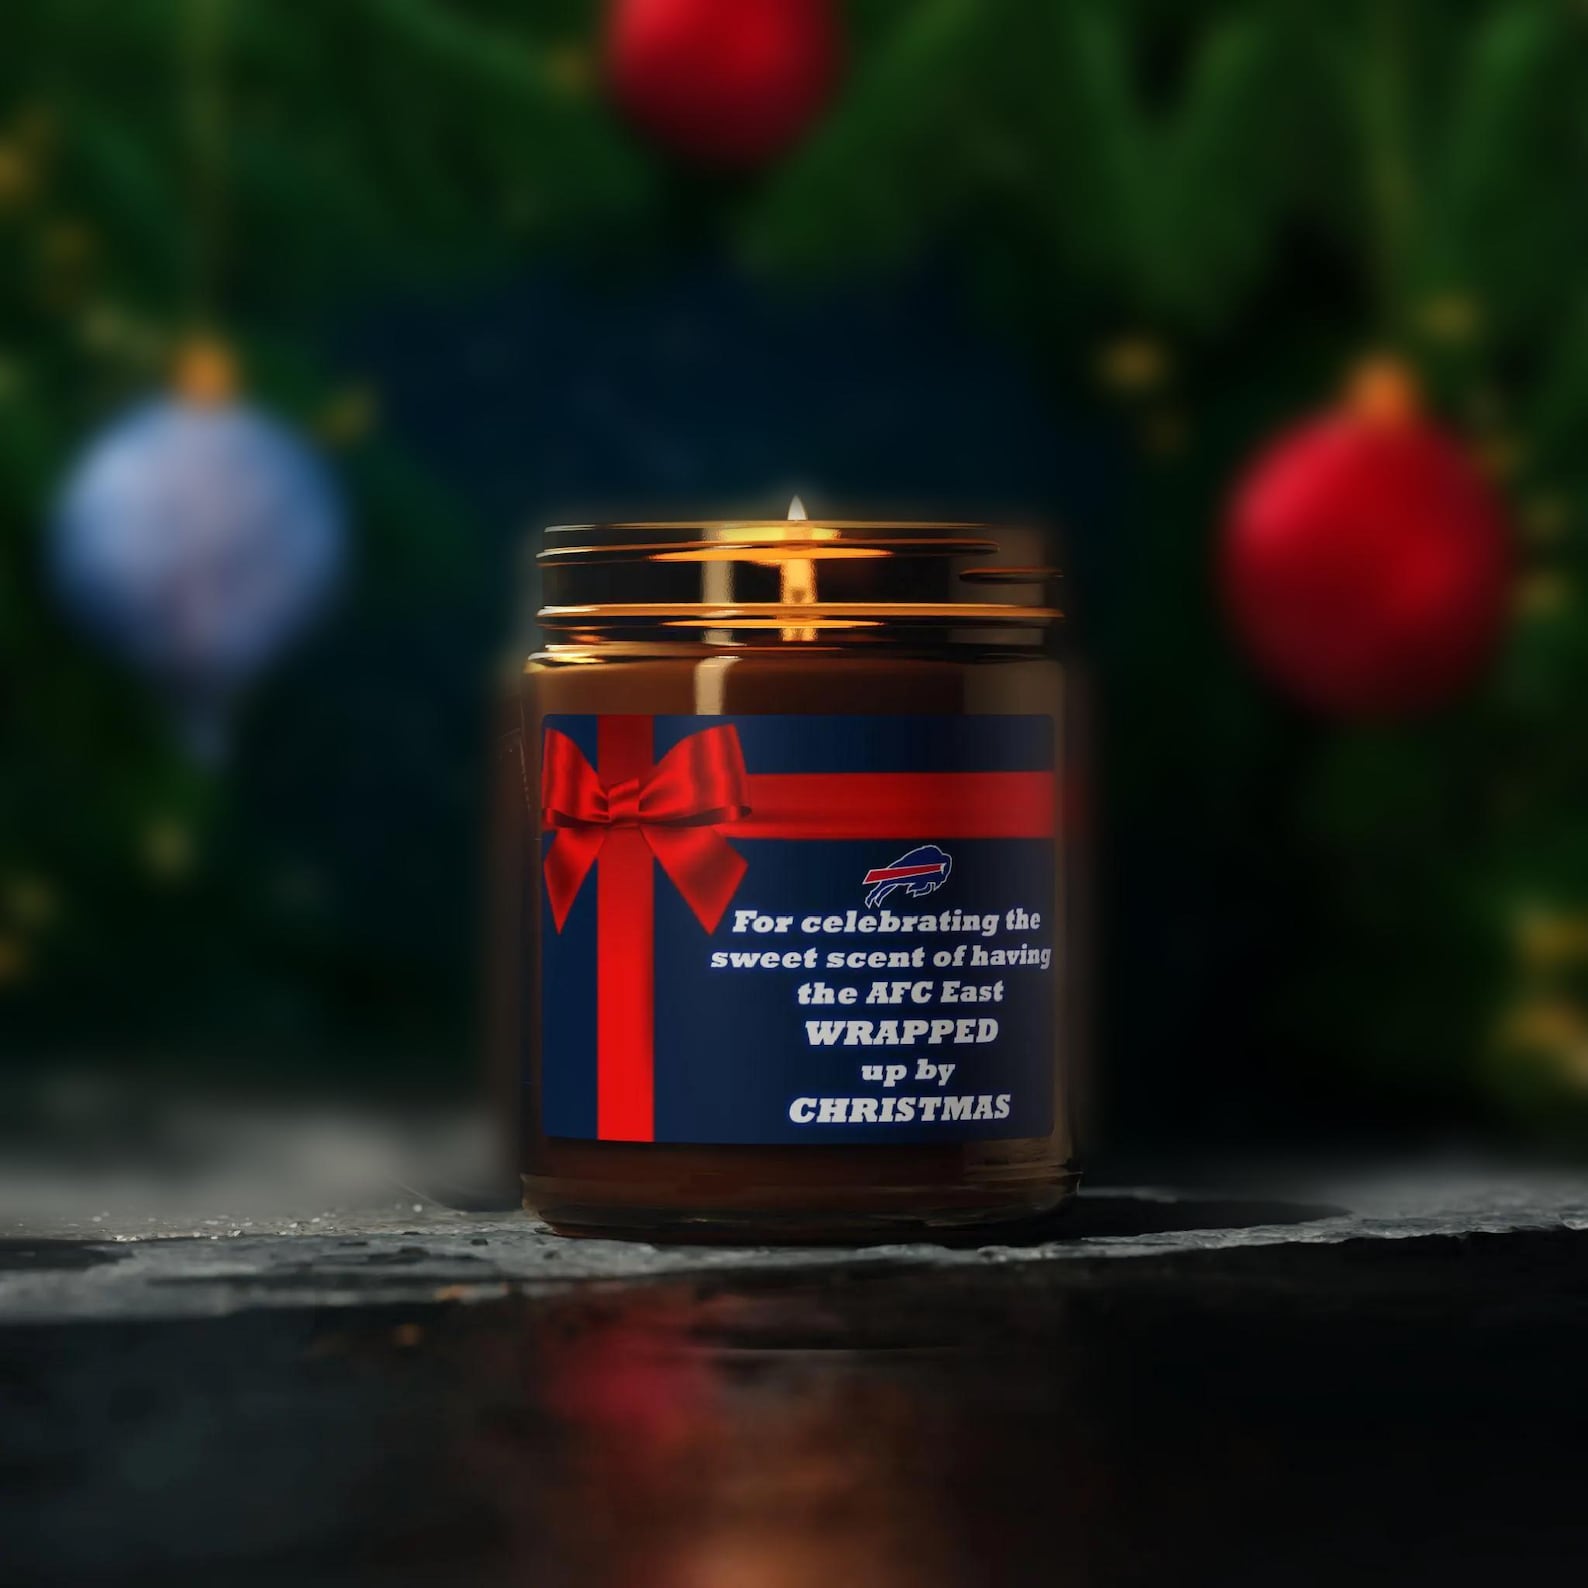 For celebrating the
sweet scent of having
the AFC East
WRAPPED
up by
CHRISTMAS